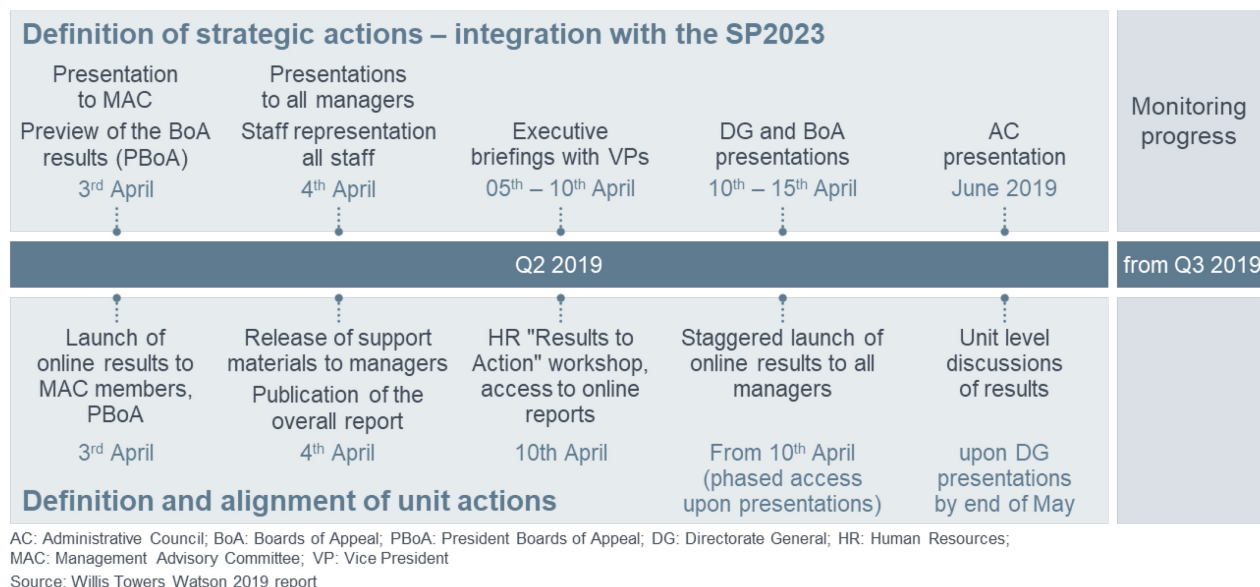 Definition of strategic actions – integration with the SP2023
Presentation
to MAC
Preview of the BoA
results (PBoA)
3rd April
Presentations
to all managers
Staff representation
all staff
4th April
Executive
briefings with VPs
05th – 10th April
DG and BoA
presentations
10th – 15th April
AC
presentation
June 2019
Monitoring
progress
Q2 2019
from Q3 2019
Launch of
online results to
MAC members,
PBoA
3rd April
Release of support
materials to managers
Publication of the
overall report
4th April
HR "Results to
Action" workshop,
access to online
reports
10th April
Staggered launch of
online results to all
managers
From 10th April
(phased access
upon presentations)
Unit level
discussions
of results
upon DG
presentations
by end of May
Definition and alignment of unit actions
AC: Administrative Council; BoA: Boards of Appeal; PBoA: President Boards of Appeal; DG: Directorate General; HR: Human Resources;
MAC: Management Advisory Committee; VP: Vice President
Source: Willis Towers Watson 2019 report